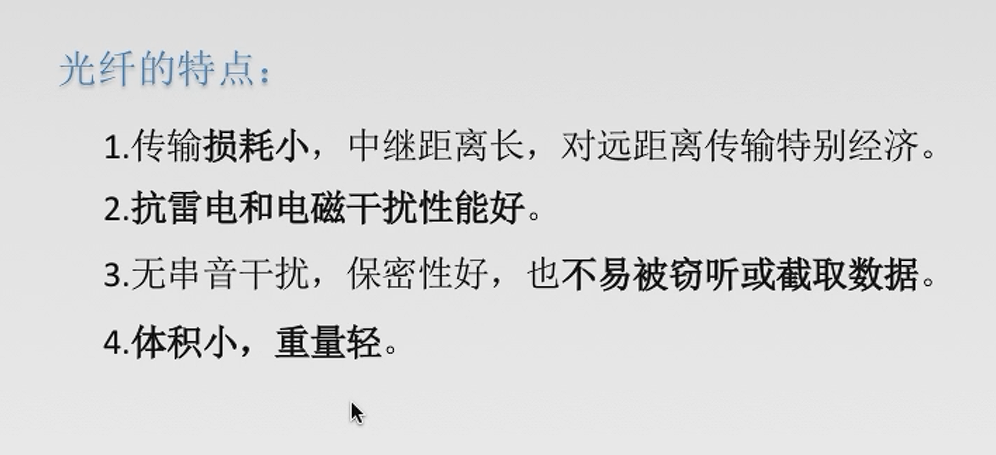 光纤的特点：
1.传输损耗小，中继距离长，对远距离传输特别经济。
2.抗雷电和电磁干扰性能好。
3.无串音干扰，保密性好，也不易被窃听或截取数据。
4.体积小，重量轻。